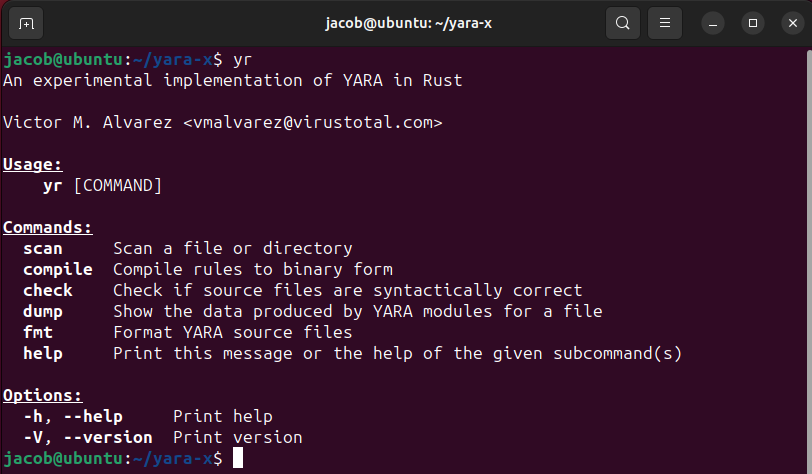 jacob@ubuntu: ~/yara-x
jacob@ubuntu:~/yara-x$ yr
An experimental implementation of YARA in Rust
Victor M. Alvarez <vmalvarez@virustotal.com>
Usage:
    yr [COMMAND]
Commands:
  scan     Scan a file or directory
  compile  Compile rules to binary form
  check    Check if source files are syntactically correct
  dump     Show the data produced by YARA modules for a file
  fmt      Format YARA source files
  help     Print this message or the help of the given subcommand(s)
Options:
  -h, --help     Print help
  -V, --version  Print version
jacob@ubuntu:~/yara-x$